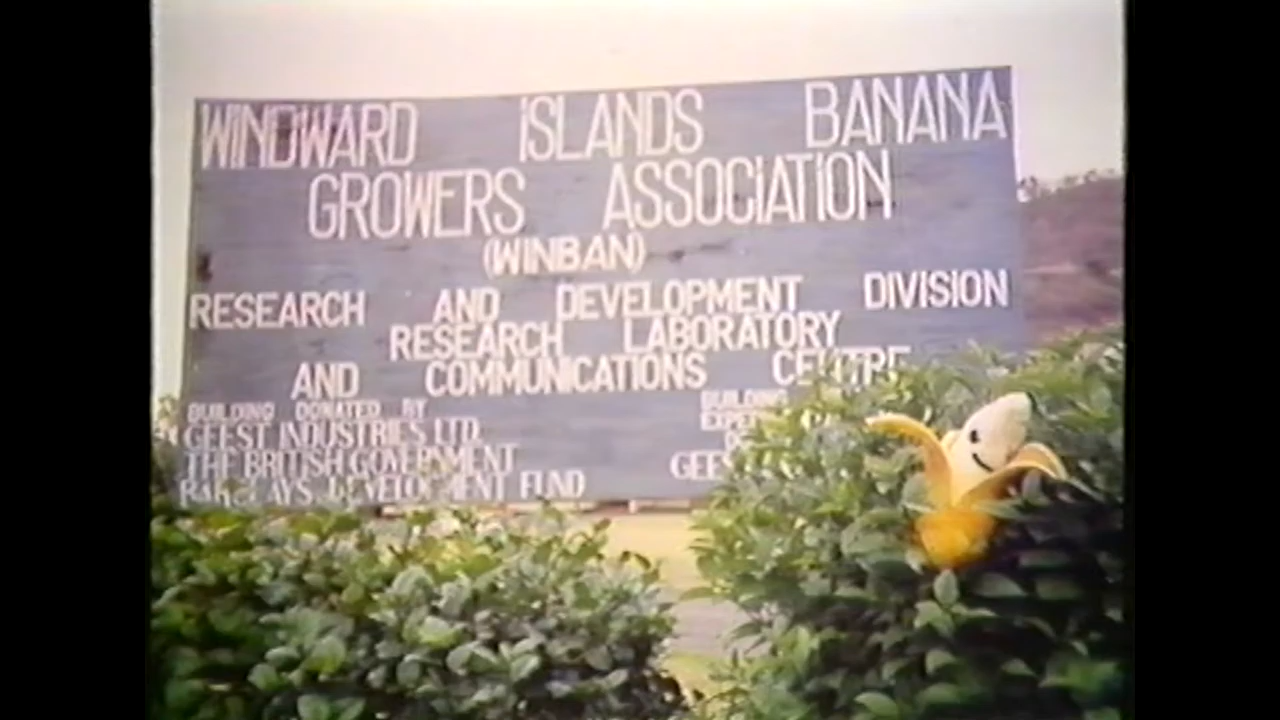 WINDWARD ISLANDS BANANA
GROWERS ASSOCIATION
(WINBAN)
RESEARCH AND DEVELOPMENT DIVISION
RESEARCH LABORATORY
AND COMMUNICATIONS CENTRE
BUILDING DONATED BY
GEEST INDUSTRIES LTD.
THE BRITISH GOVERNMENT
BARCLAYS DEVELOPMENT FUND
BUILDING